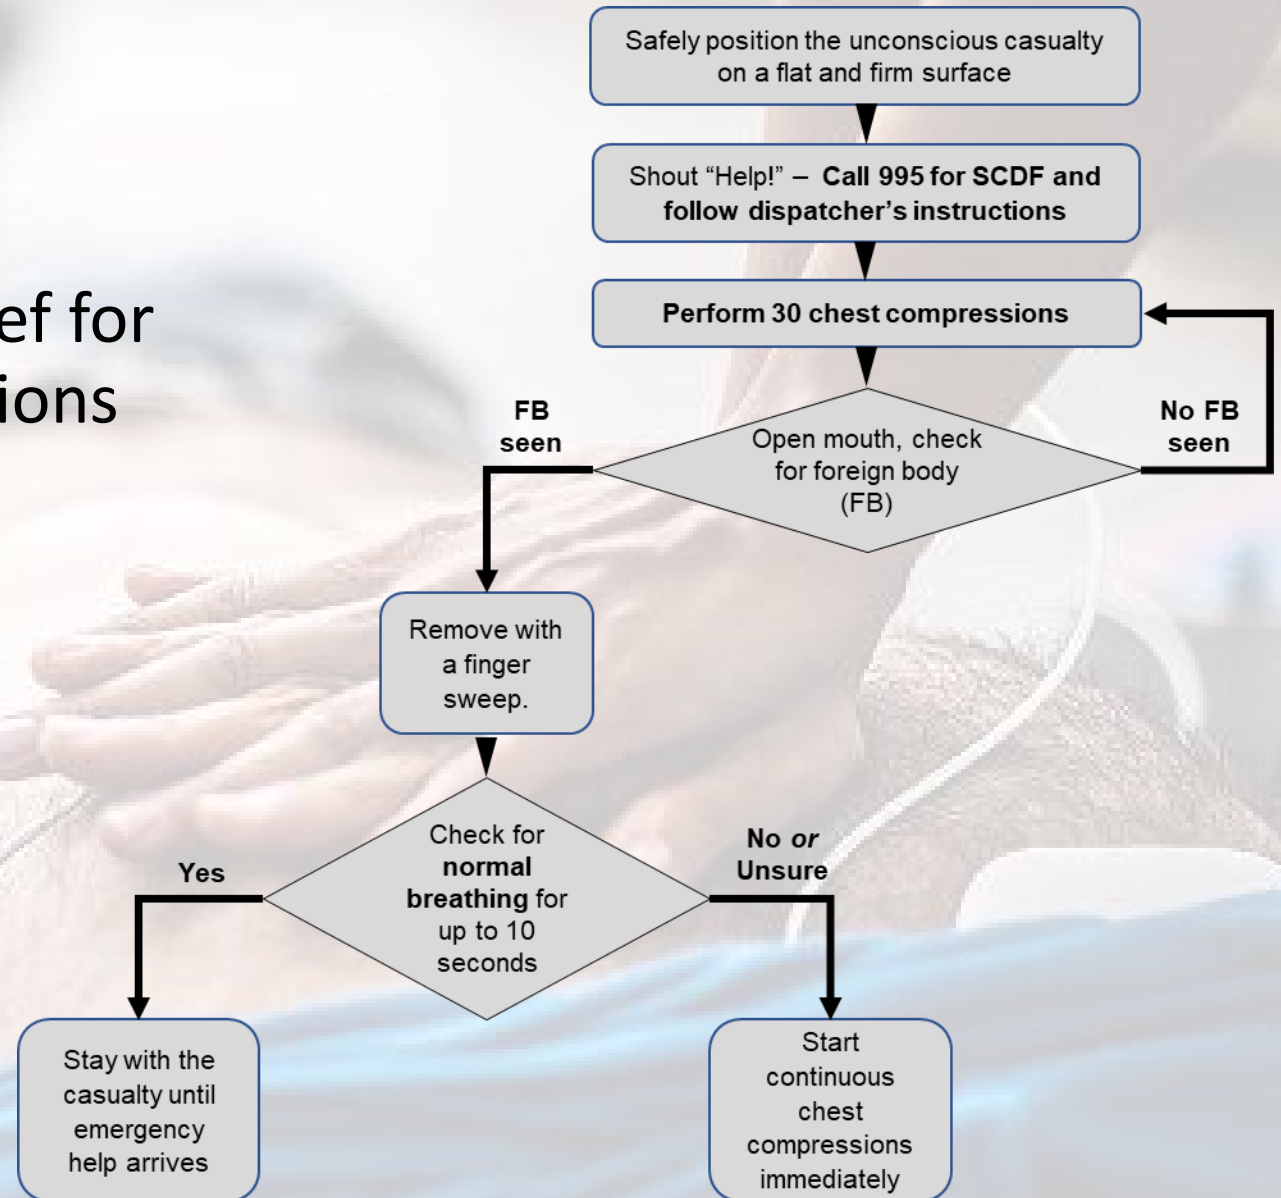 ef for
tions
Safely position the unconscious casualty
on a flat and firm surface
Shout “Help!” – Call 995 for SCDF and
follow dispatcher’s instructions
Perform 30 chest compressions
FB
seen
Open mouth, check
for foreign body
(FB)
No FB
seen
Remove with
a finger
sweep.
Check for
normal
breathing for
up to 10
seconds
Yes
No or
Unsure
Stay with the
casualty until
emergency
help arrives
Start
continuous
chest
compressions
immediately